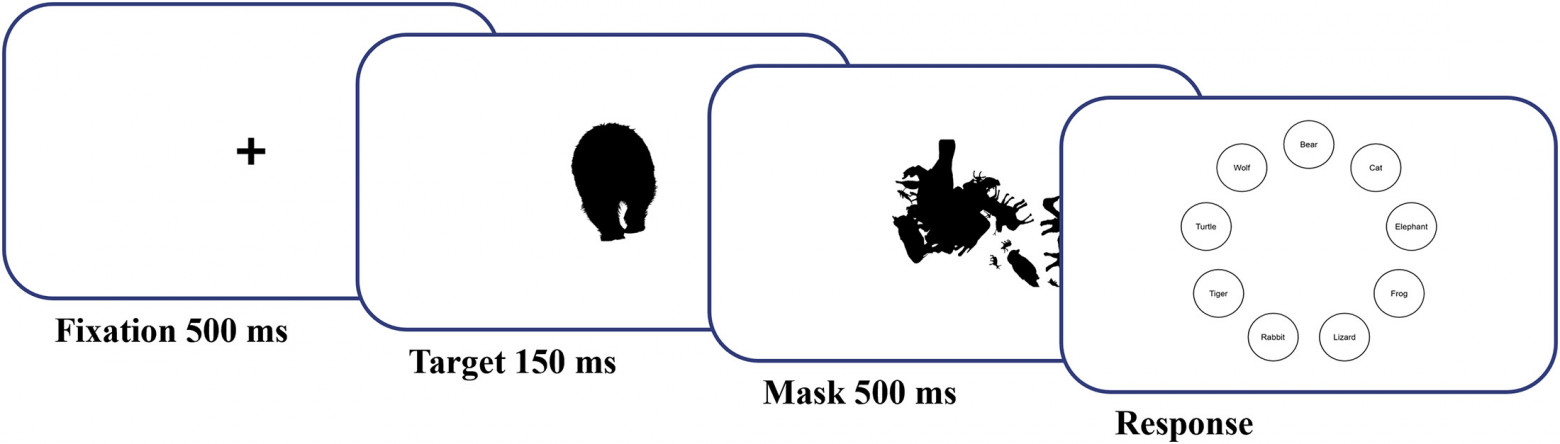 +
Fixation 500 ms
Target 150 ms
Mask 500 ms
Bear
Wolf
Cat
Turtle
Elephant
Tiger
Frog
Rabbit
Lizard
Response